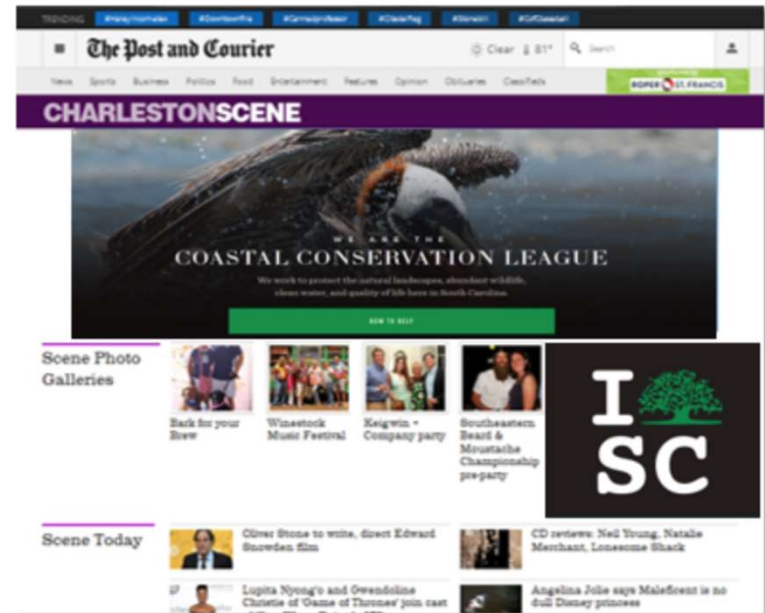 TRENDING
The Post and Courier
Clear 81°
Search
News Sports Business Politics Food Entertainment Features Opinion Obituaries Classifieds
ROPER ST. FRANCIS
CHARLESTONSCENE
WE ARE THE
COASTAL CONSERVATION LEAGUE
We work to protect the natural landscapes, abundant wildlife,
clean water, and quality of life here in South Carolina.
HOW TO HELP
Scene Photo
Galleries
Bark for your
Brew
Winestock
Music Festival
Keigwin +
Company party
Southeastern
Beard &
Moustache
Championship
pre-party
I
SC
Scene Today
Oliver Stone to write, direct Edward
Snowden film
CD reviews: Neil Young, Natalie
Merchant, Lonesome Shack
Lupita Nyong'o and Gwendoline
Christie of 'Game of Thrones' join cast
Angelina Jolie says Maleficent is no
dull Disney princess